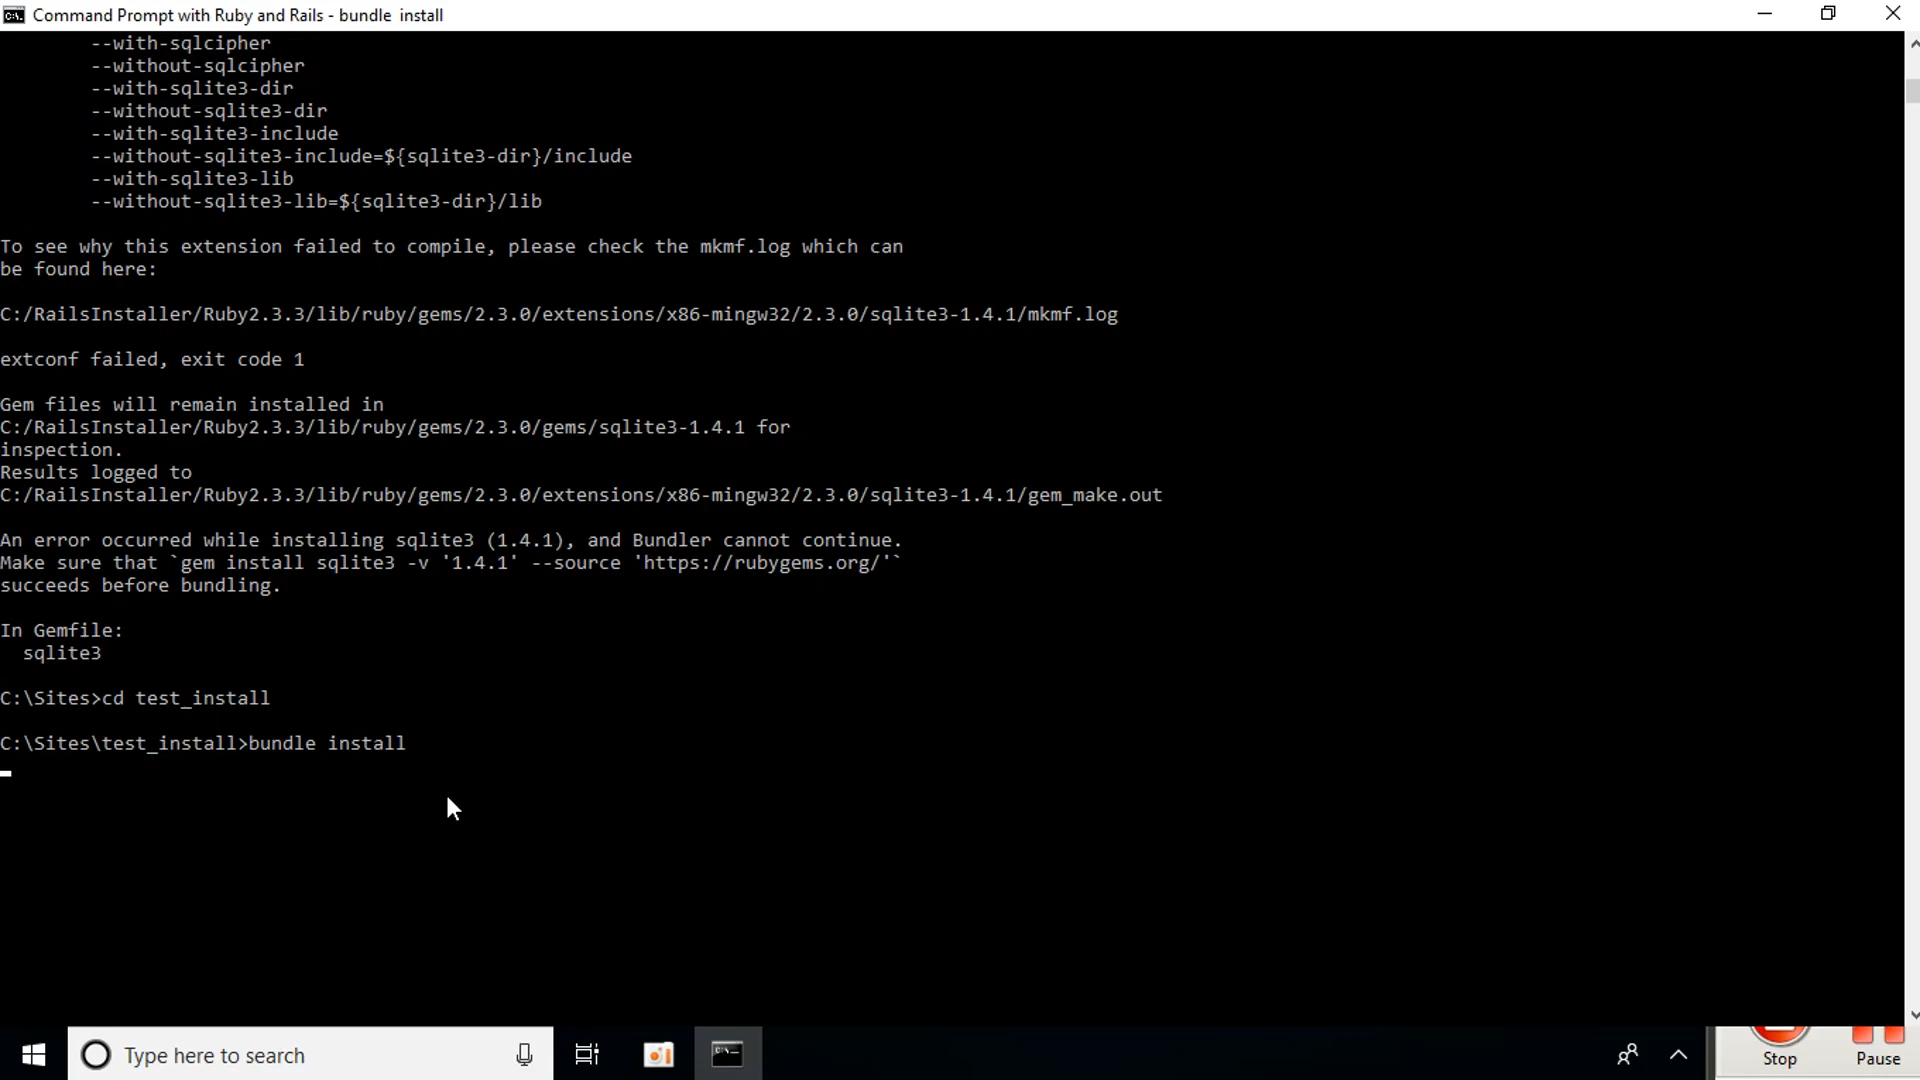 Command Prompt with Ruby and Rails - bundle  install
--with-sqlcipher
--without-sqlcipher
--with-sqlite3-dir
--without-sqlite3-dir
--with-sqlite3-include
--without-sqlite3-include=${sqlite3-dir}/include
--with-sqlite3-lib
--without-sqlite3-lib=${sqlite3-dir}/lib
To see why this extension failed to compile, please check the mkmf.log which can
be found here:
C:/RailsInstaller/Ruby2.3.3/lib/ruby/gems/2.3.0/extensions/x86-mingw32/2.3.0/sqlite3-1.4.1/mkmf.log
extconf failed, exit code 1
Gem files will remain installed in
C:/RailsInstaller/Ruby2.3.3/lib/ruby/gems/2.3.0/gems/sqlite3-1.4.1 for
inspection.
Results logged to
C:/RailsInstaller/Ruby2.3.3/lib/ruby/gems/2.3.0/extensions/x86-mingw32/2.3.0/sqlite3-1.4.1/gem_make.out
An error occurred while installing sqlite3 (1.4.1), and Bundler cannot continue.
Make sure that `gem install sqlite3 -v '1.4.1' --source 'https://rubygems.org/'`
succeeds before bundling.
In Gemfile:
  sqlite3
C:\Sites>cd test_install
C:\Sites\test_install>bundle install
Type here to search
Stop
Pause